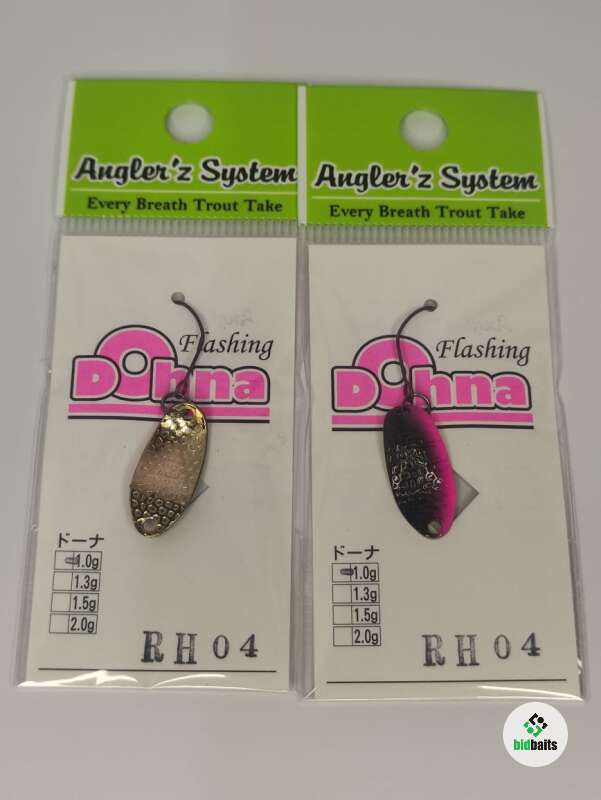 Angler'z System
Every Breath Trout Take
Flashing
Dohna
ドーナ
1.0g
1.3g
1.5g
2.0g
RH04
Angler'z System
Every Breath Trout Take
Flashing
Dohna
ドーナ
1.0g
1.3g
1.5g
2.0g
RH04
bidbaits